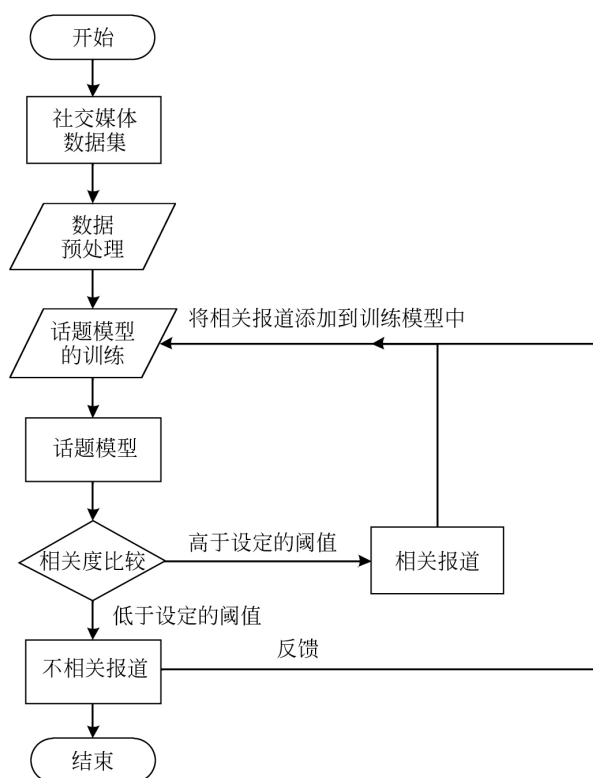 开始
社交媒体
数据集
数据
预处理
将相关报道添加到训练模型中
话题模型
的训练
话题模型
高于设定的阈值
相关度比较
相关报道
低于设定的阈值
反馈
不相关报道
结束